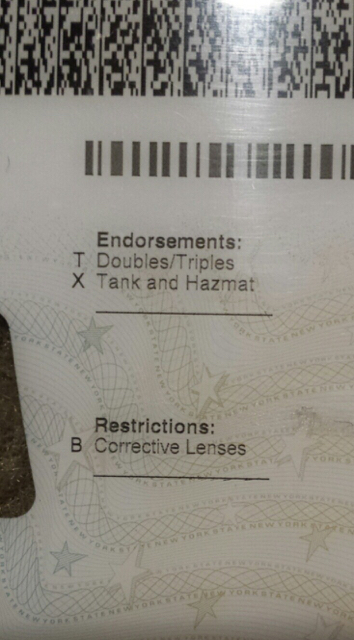 Endorsements:
T Doubles/Triples
X Tank and Hazmat
Restrictions:
B Corrective Lenses